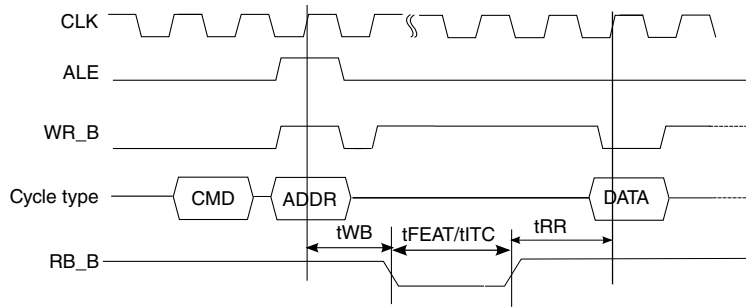 CLK
ALE
WR_B
Cycle type CMD ADDR DATA
tWB tFEAT/tITC tRR
RB_B